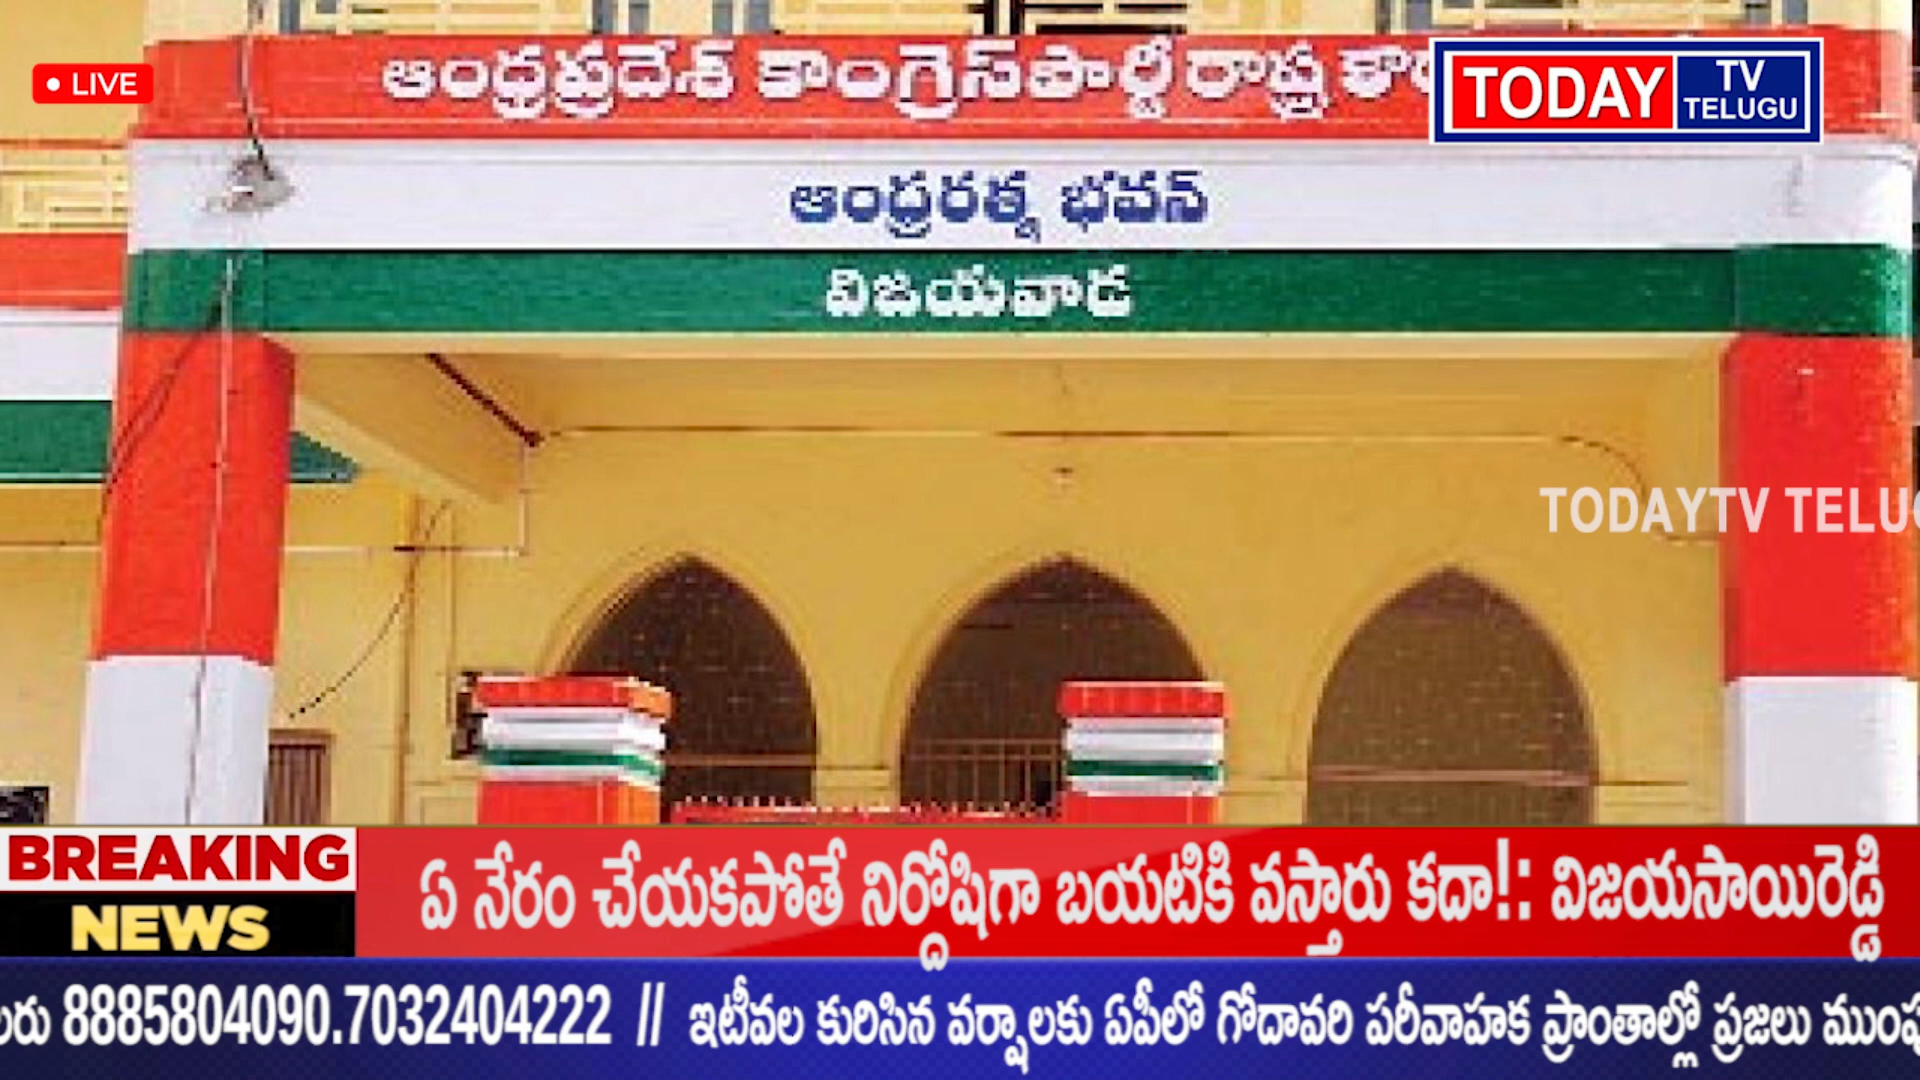 ఆంధ్రప్రదేశ్ కాంగ్రెస్ పార్టీ రాష్ట్ర
LIVE
TODAY TV TELUGU
ఆంధ్రరత్న భవన్
విజయవాడ
TODAYTV TELU
BREAKING NEWS
ఏ నేరం చేయకపోతే నిర్దోషిగా బయటికి వస్తారు కదా!: విజయసాయిరెడ్డి
8885804090.7032404222 // ఇటీవల కురిసిన వర్షాలకు ఏపీలో గోదావరి పరీవాహక ప్రాంతాల్లో ప్రజలు